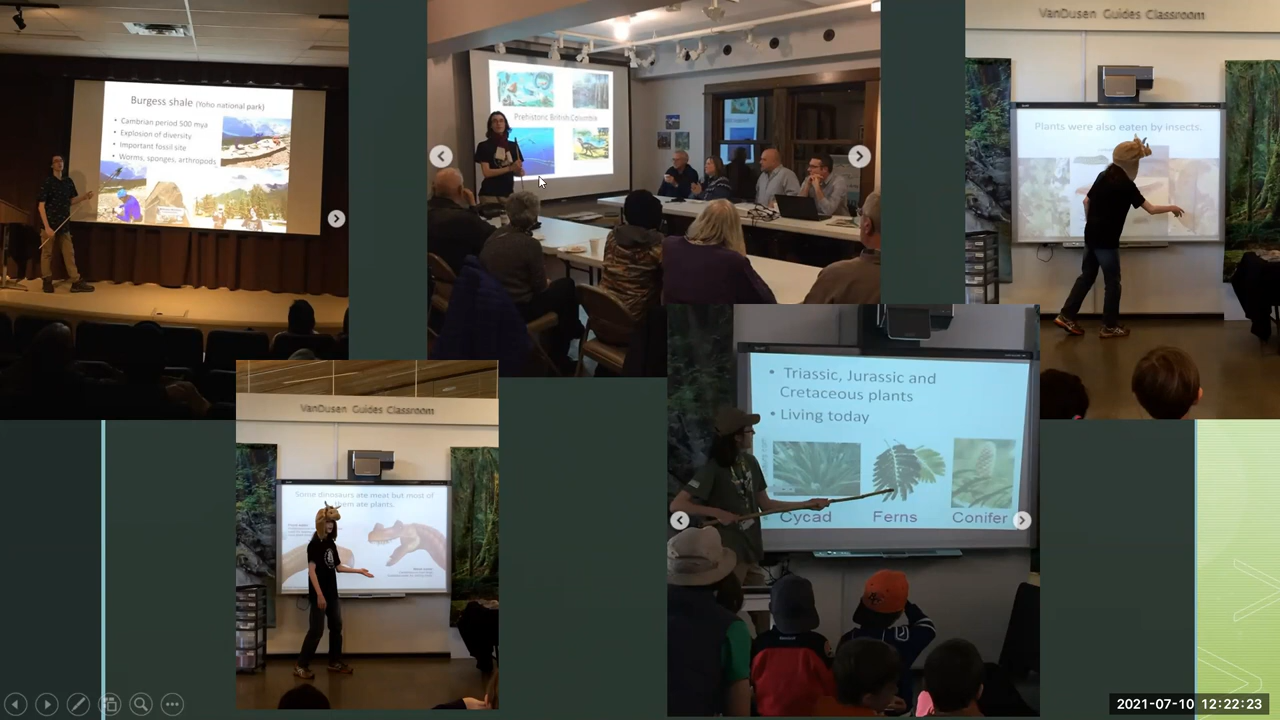 Burgess shale (Yoho national park)
• Cambrian period 500 mya
• Explosion of diversity
• Important fossil site
• Worms, sponges, arthropods
Prehistoric British Columbia
VanDusen Guides Classroom
Plants were also eaten by insects.
VanDusen Guides Classroom
Some dinosaurs ate meat but most of
them ate plants.
• Triassic, Jurassic and
Cretaceous plants
• Living today
Cycad Ferns Conifer
2021-07-10 12:22:23